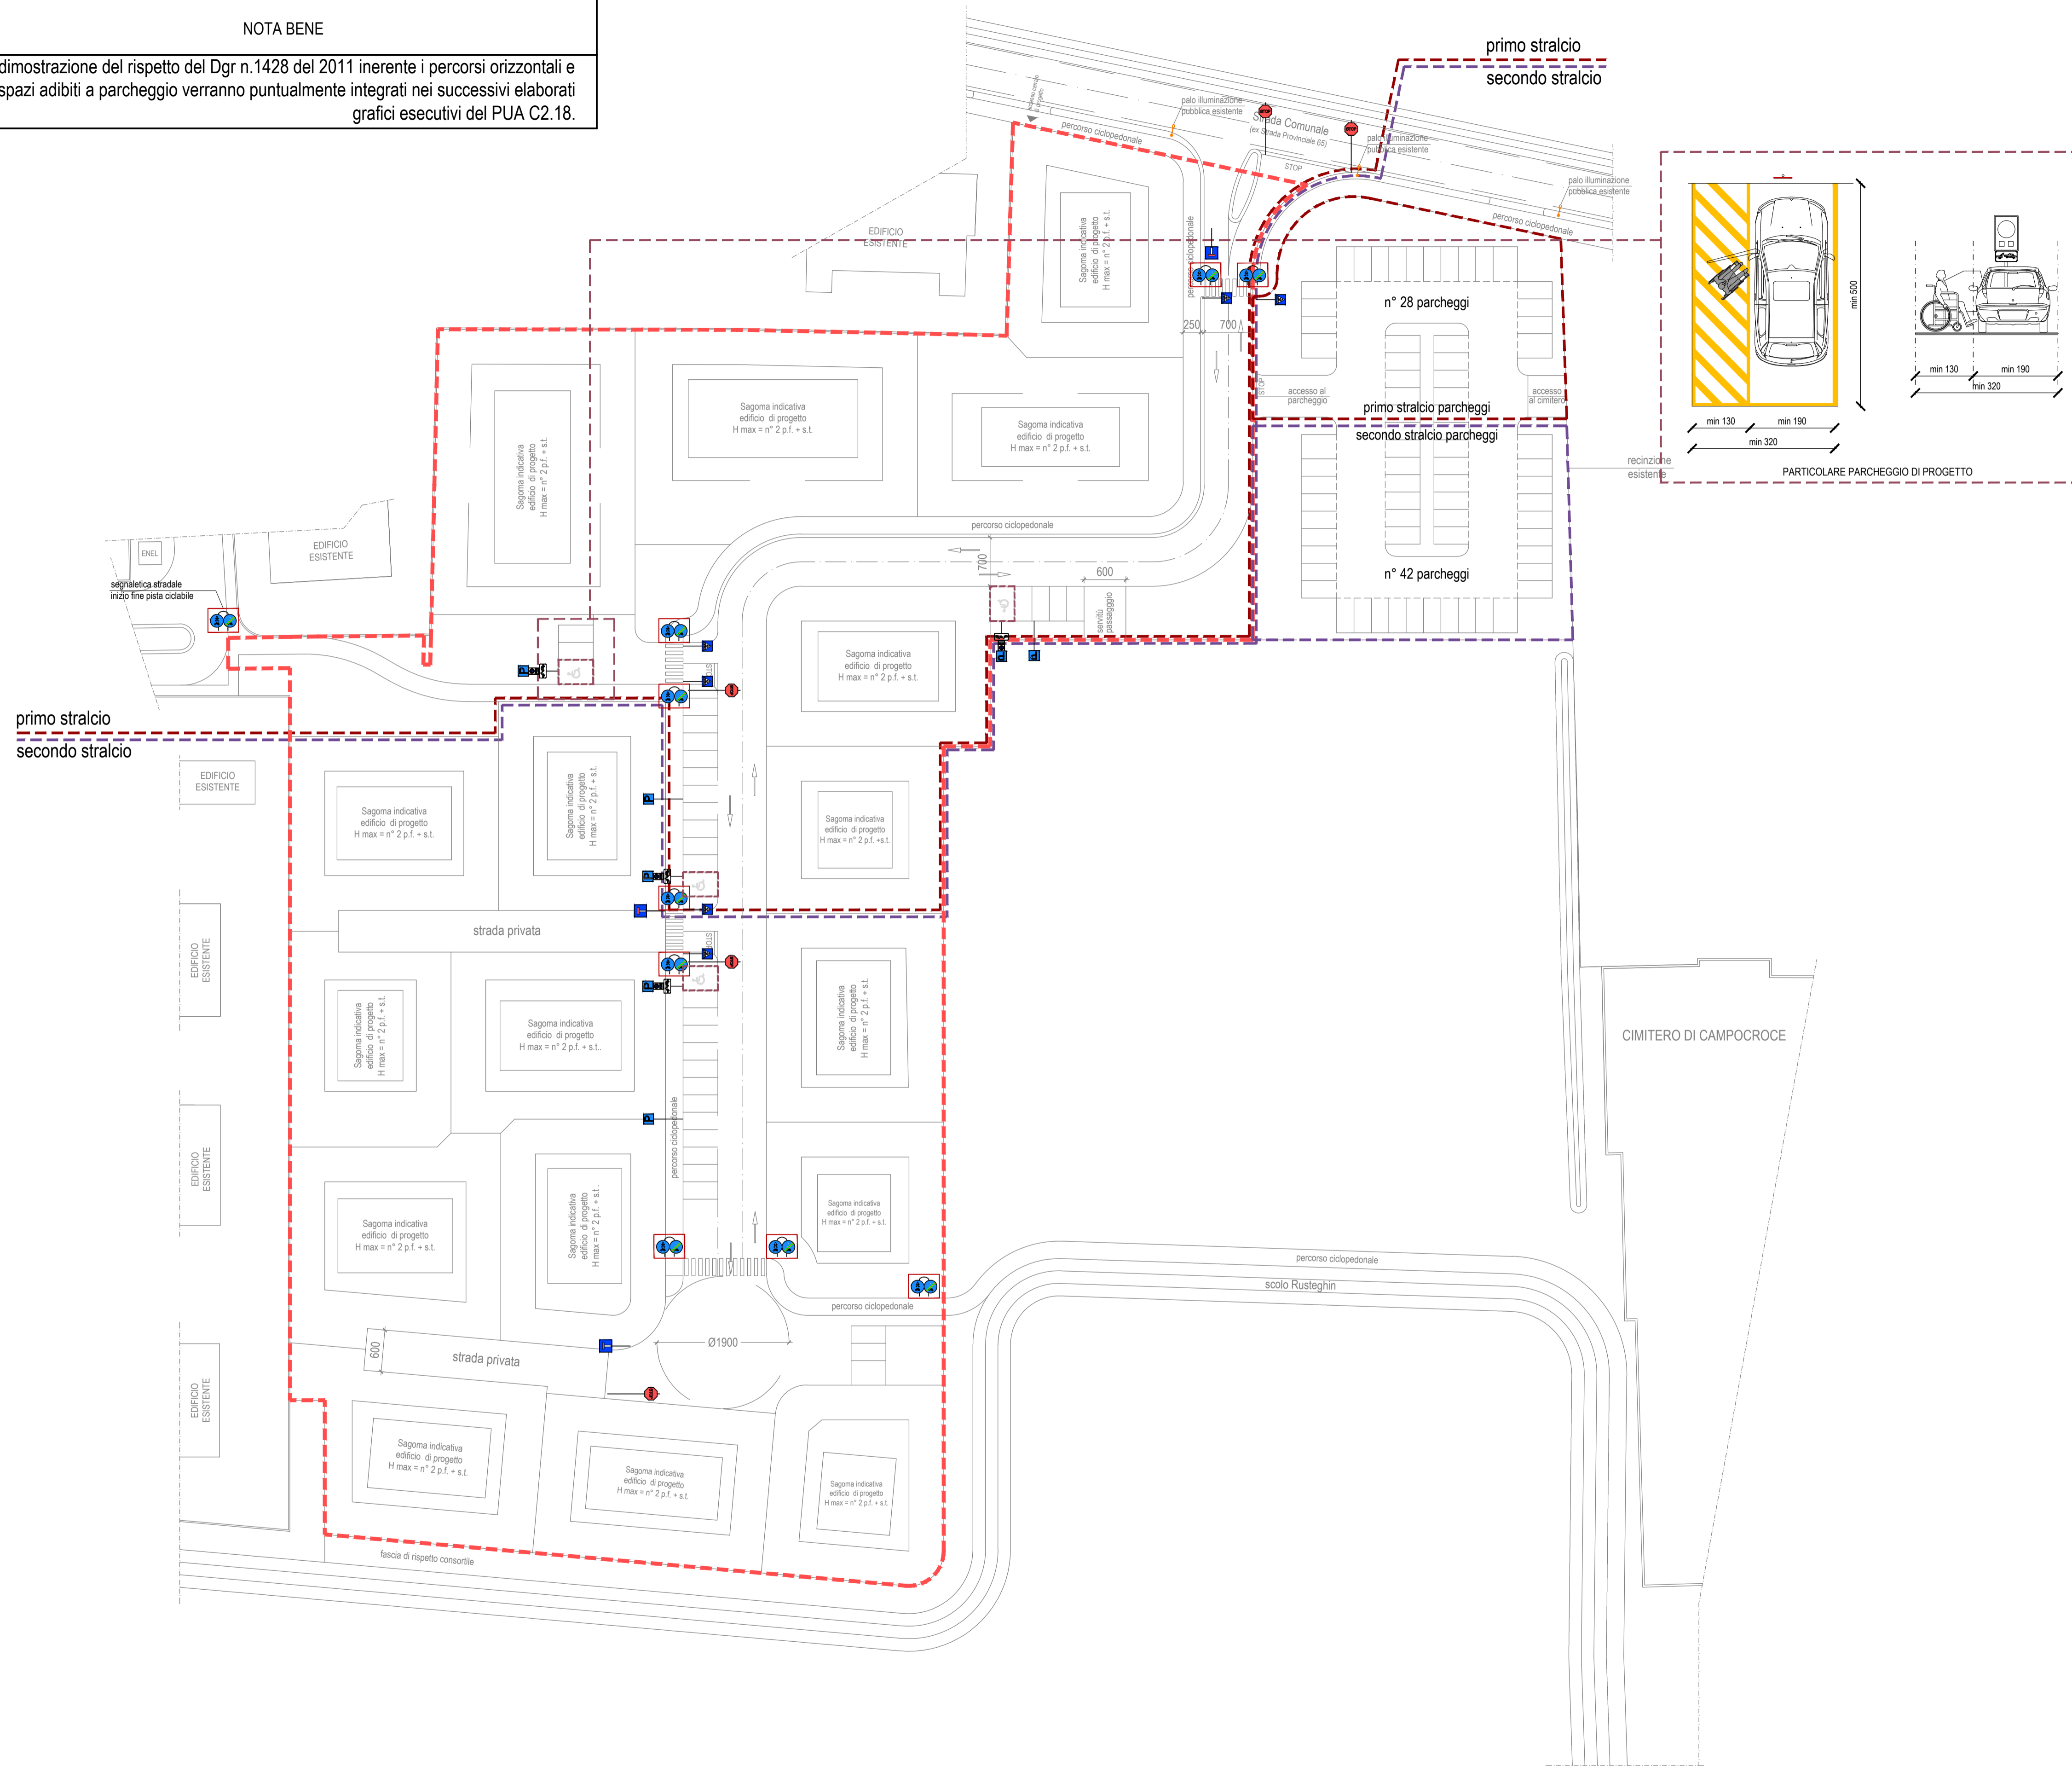 NOTA BENE
dimostrazione del rispetto del Dgr n.1428 del 2011 inerente i percorsi orizzontali e
spazi adibiti a parcheggio verranno puntualmente integrati nei successivi elaborati
grafici esecutivi del PUA C2.18.
primo stralcio
secondo stralcio
palo illuminazione
pubblica esistente
STOP
STOP
Strada Comunale
(ex Strada Provinciale 65)
palo illuminazione
pubblica esistente
percorso ciclopedonale
STOP
palo illuminazione
pubblica esistente
percorso ciclopedonale
EDIFICIO
ESISTENTE
Sagoma indicativa
edificio di progetto
H max = n° 2 p.f. + s.t.
percorso ciclopedonale
250
700
n° 28 parcheggi
STOP
accesso al
parcheggio
accesso
al cimitero
primo stralcio parcheggi
secondo stralcio parcheggi
n° 42 parcheggi
recinzione
esistente
min 500
min 130
min 190
min 320
min 130
min 190
min 320
PARTICOLARE PARCHEGGIO DI PROGETTO
Sagoma indicativa
edificio di progetto
H max = n° 2 p.f. + s.t.
Sagoma indicativa
edificio di progetto
H max = n° 2 p.f. + s.t.
Sagoma indicativa
edificio di progetto
H max = n° 2 p.f. + s.t.
percorso ciclopedonale
700
600
servitù
passagggio
ENEL
EDIFICIO
ESISTENTE
segnaletica stradale
inizio fine pista ciclabile
P
STOP
P
P
Sagoma indicativa
edificio di progetto
H max = n° 2 p.f. + s.t.
primo stralcio
secondo stralcio
EDIFICIO
ESISTENTE
Sagoma indicativa
edificio di progetto
H max = n° 2 p.f. + s.t.
Sagoma indicativa
edificio di progetto
H max = n° 2 p.f. + s.t.
P
P
Sagoma indicativa
edificio di progetto
H max = n° 2 p.f. +s.t.
strada privata
STOP
P
EDIFICIO
ESISTENTE
Sagoma indicativa
edificio di progetto
H max = n° 2 p.f. + s.t.
Sagoma indicativa
edificio di progetto
H max = n° 2 p.f. + s.t..
Sagoma indicativa
edificio di progetto
H max = n° 2 p.f. + s.t.
CIMITERO DI CAMPOCROCE
P
percorso ciclopedonale
EDIFICIO
ESISTENTE
Sagoma indicativa
edificio di progetto
H max = n° 2 p.f. + s.t.
Sagoma indicativa
edificio di progetto
H max = n° 2 p.f. + s.t.
Sagoma indicativa
edificio di progetto
H max = n° 2 p.f. + s.t.
percorso ciclopedonale
scolo Rusteghin
percorso ciclopedonale
Ø1900
600
strada privata
EDIFICIO
ESISTENTE
Sagoma indicativa
edificio di progetto
H max = n° 2 p.f. + s.t.
Sagoma indicativa
edificio di progetto
H max = n° 2 p.f. + s.t.
Sagoma indicativa
edificio di progetto
H max = n° 2 p.f. + s.t.
fascia di rispetto consortile